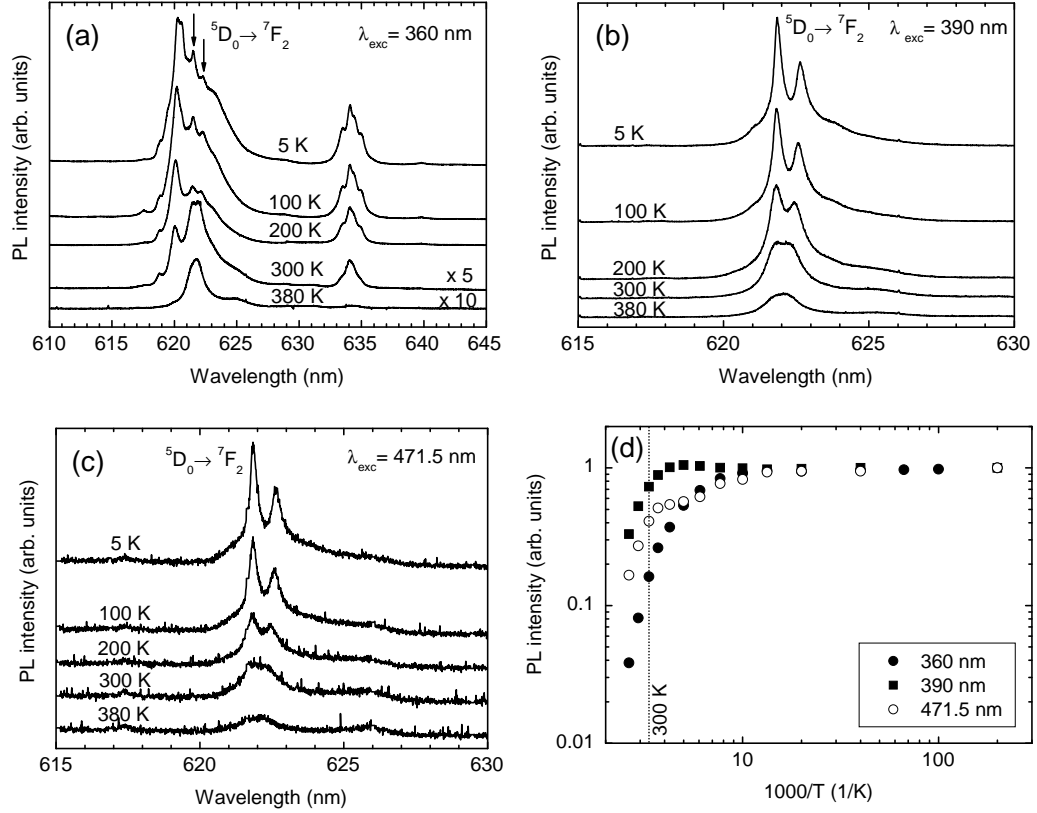 (a)
⁵D₀→ ⁷F₂
λexc= 360 nm
5 K
100 K
200 K
300 K
x 5
380 K
x 10
PL intensity (arb. units)
610 615 620 625 630 635 640 645
Wavelength (nm)
(b)
⁵D₀→ ⁷F₂
λexc= 390 nm
5 K
100 K
200 K
300 K
380 K
PL intensity (arb. units)
615 620 625 630
Wavelength (nm)
(c)
⁵D₀→ ⁷F₂
λexc= 471.5 nm
5 K
100 K
200 K
300 K
380 K
PL intensity (arb. units)
615 620 625 630
Wavelength (nm)
(d)
1
0.1
0.01
PL intensity (arb. units)
300 K
360 nm
390 nm
471.5 nm
10 100
1000/T (1/K)